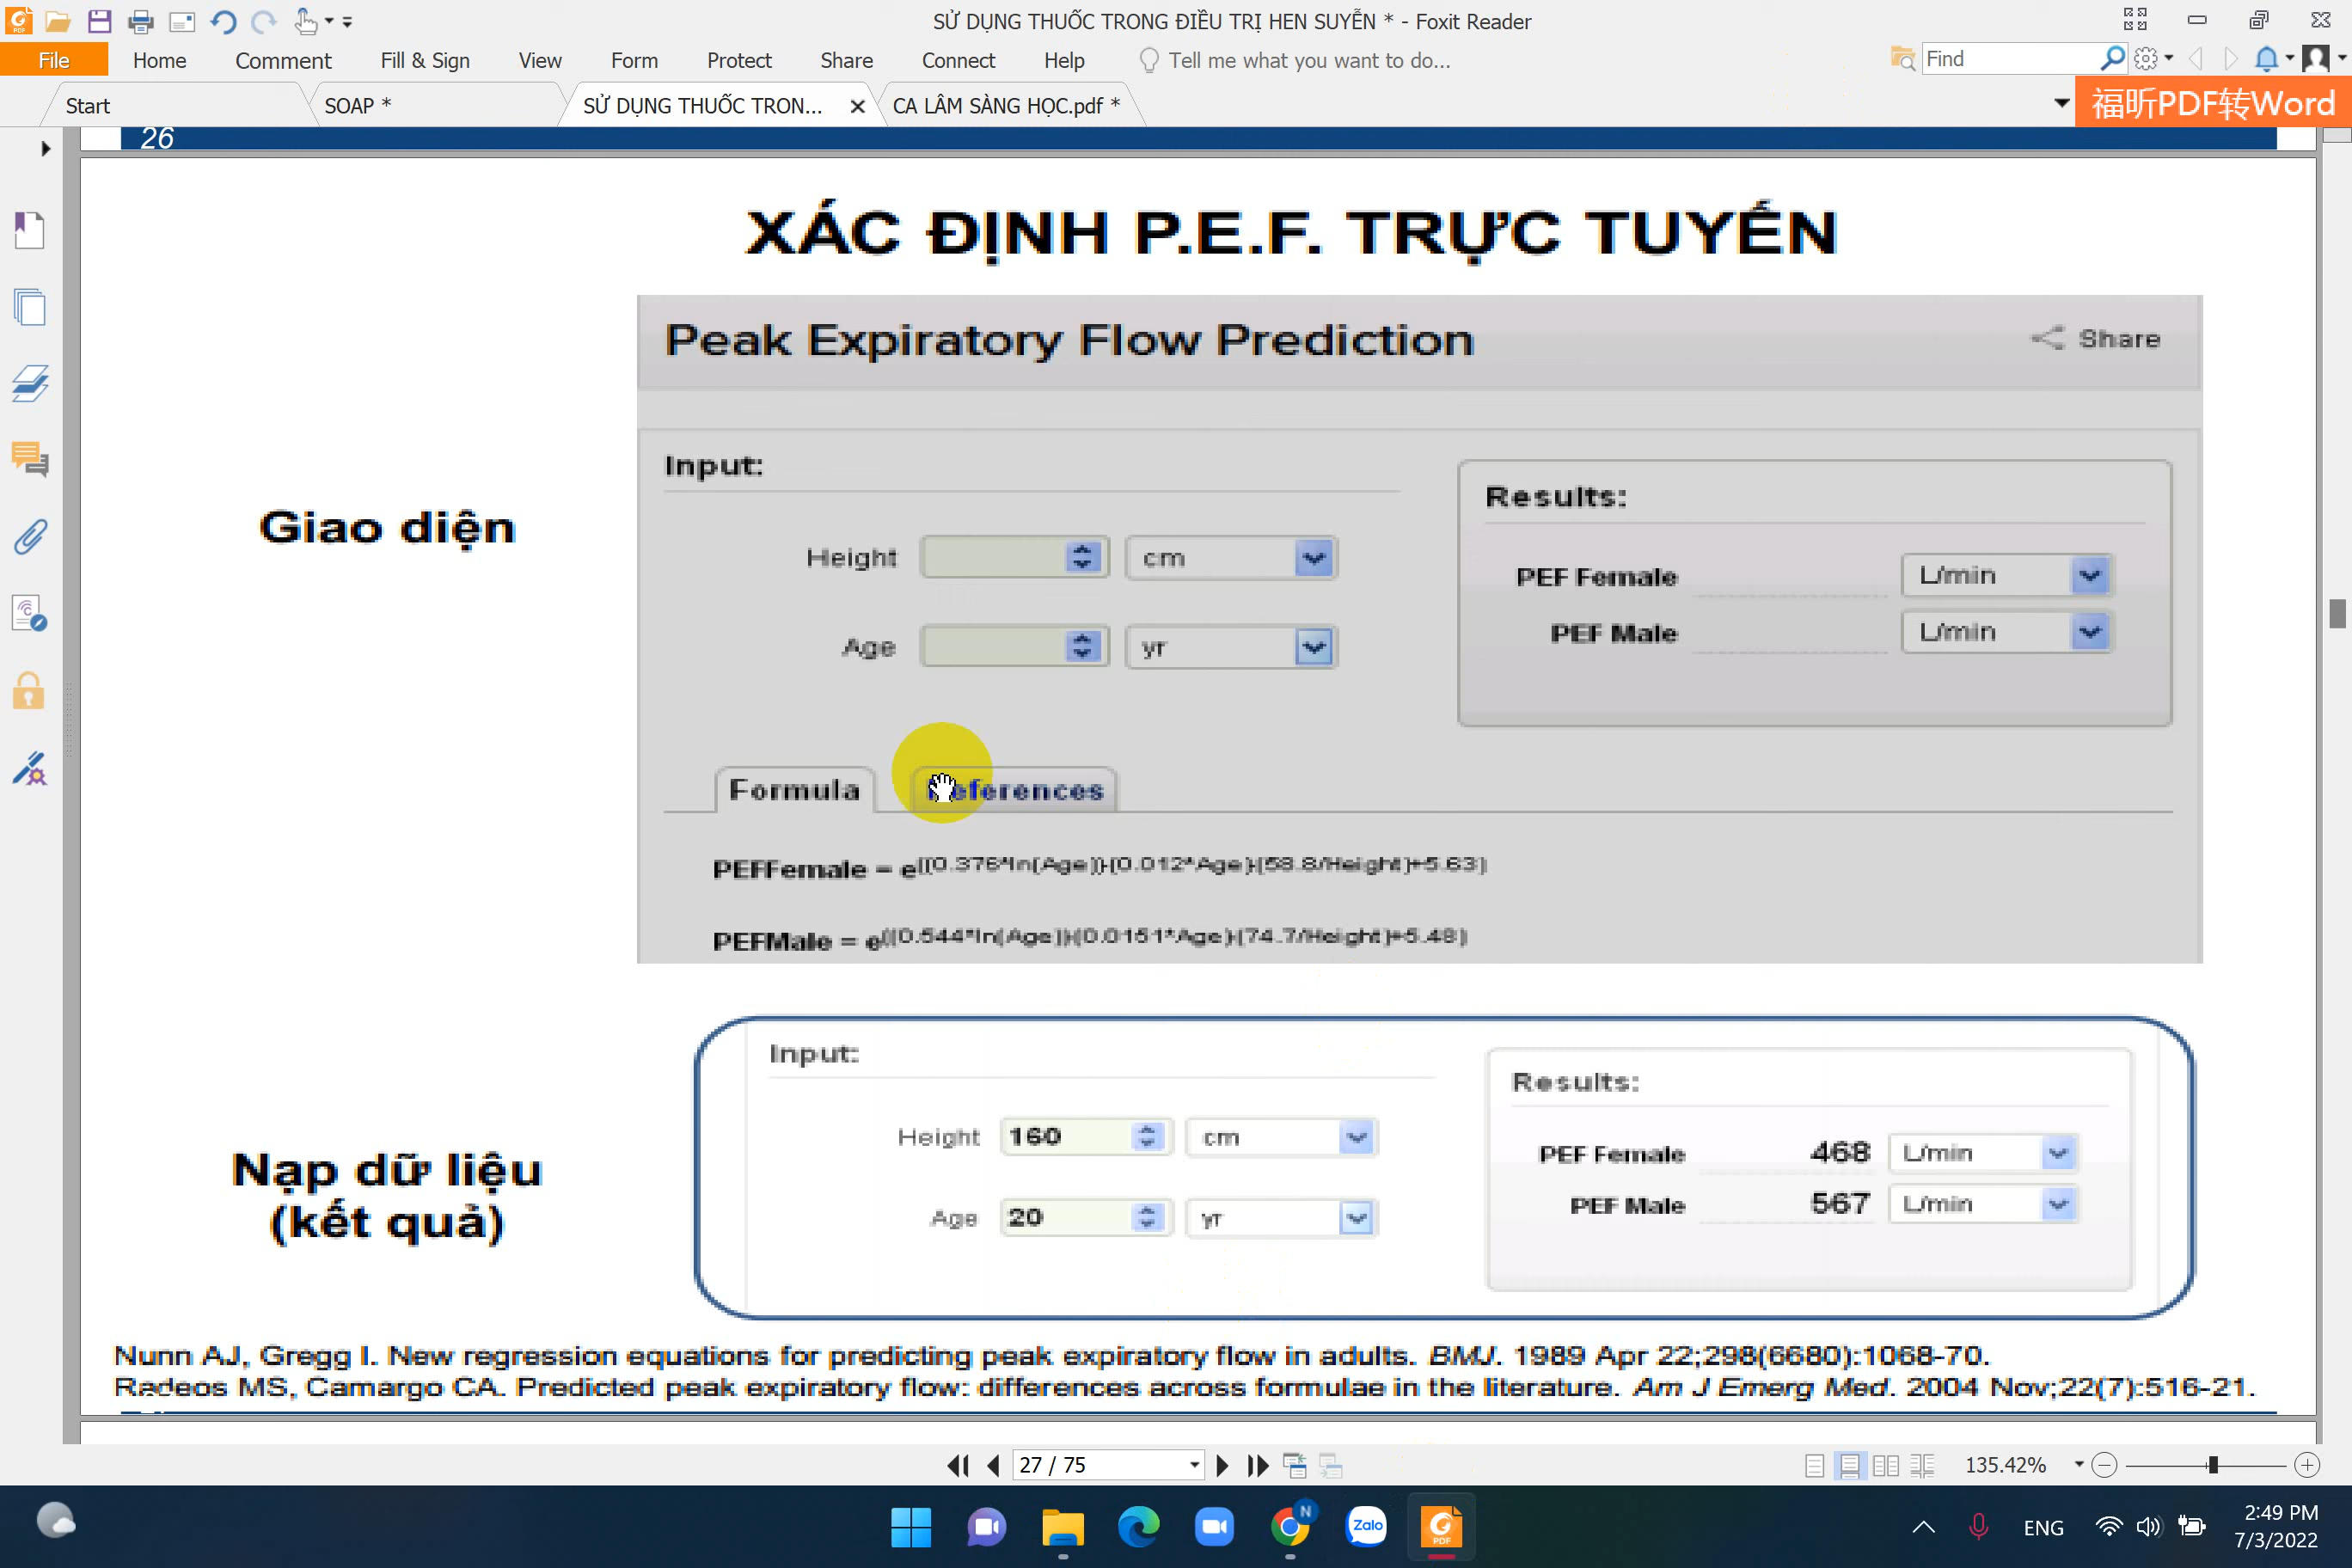 SỬ DỤNG THUỐC TRONG ĐIỀU TRỊ HEN SUYỄN * - Foxit Reader
File Home Comment Fill & Sign View Form Protect Share Connect Help Tell me what you want to do... Find
Start SOAP * SỬ DỤNG THUỐC TRON... CA LÂM SÀNG HỌC.pdf * 福昕PDF转Word
26
XÁC ĐỊNH P.E.F. TRỰC TUYẾN
Peak Expiratory Flow Prediction Share
Giao diện
Input:
Results:
Height cm
Age yr
PEF Female L/min
PEF Male L/min
Formula References
PEFFemale = e((0.376*ln(Age))-(0.012*Age)-(58.8/Height)+5.63)
PEFMale = e((0.544*ln(Age))-(0.0151*Age)-(74.7/Height)+5.48)
Nạp dữ liệu
(kết quả)
Input:
Results:
Height 160 cm
Age 20 yr
PEF Female 468 L/min
PEF Male 567 L/min
Nunn AJ, Gregg I. New regression equations for predicting peak expiratory flow in adults. BMJ. 1989 Apr 22;298(6680):1068-70.
Radeos MS, Camargo CA. Predicted peak expiratory flow: differences across formulae in the literature. Am J Emerg Med. 2004 Nov;22(7):516-21.
27 / 75 135.42%
Zalo
N
PDF
ENG
2:49 PM
7/3/2022